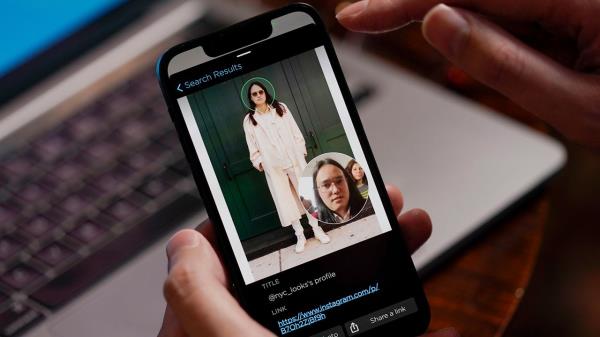 Search Results
TITLE
@nyc_looks's profile
LINK
https://www.instagram.com/p/
Share a link